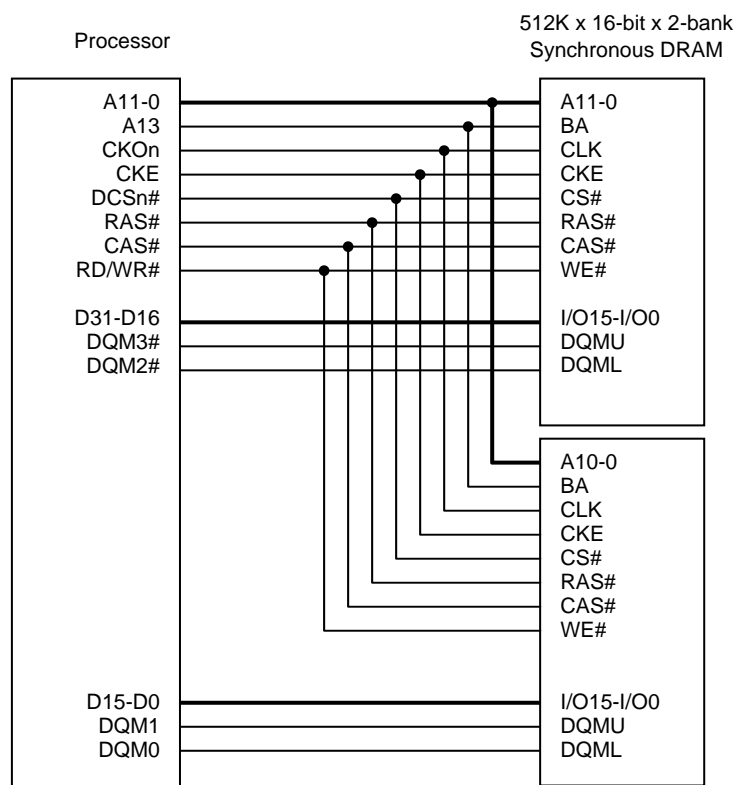 Processor
512K x 16-bit x 2-bank
Synchronous DRAM
A11-0
A13
CKOn
CKE
DCSn#
RAS#
CAS#
RD/WR#
D31-D16
DQM3#
DQM2#
D15-D0
DQM1
DQM0
A11-0
BA
CLK
CKE
CS#
RAS#
CAS#
WE#
I/O15-I/O0
DQMU
DQML
A10-0
BA
CLK
CKE
CS#
RAS#
CAS#
WE#
I/O15-I/O0
DQMU
DQML